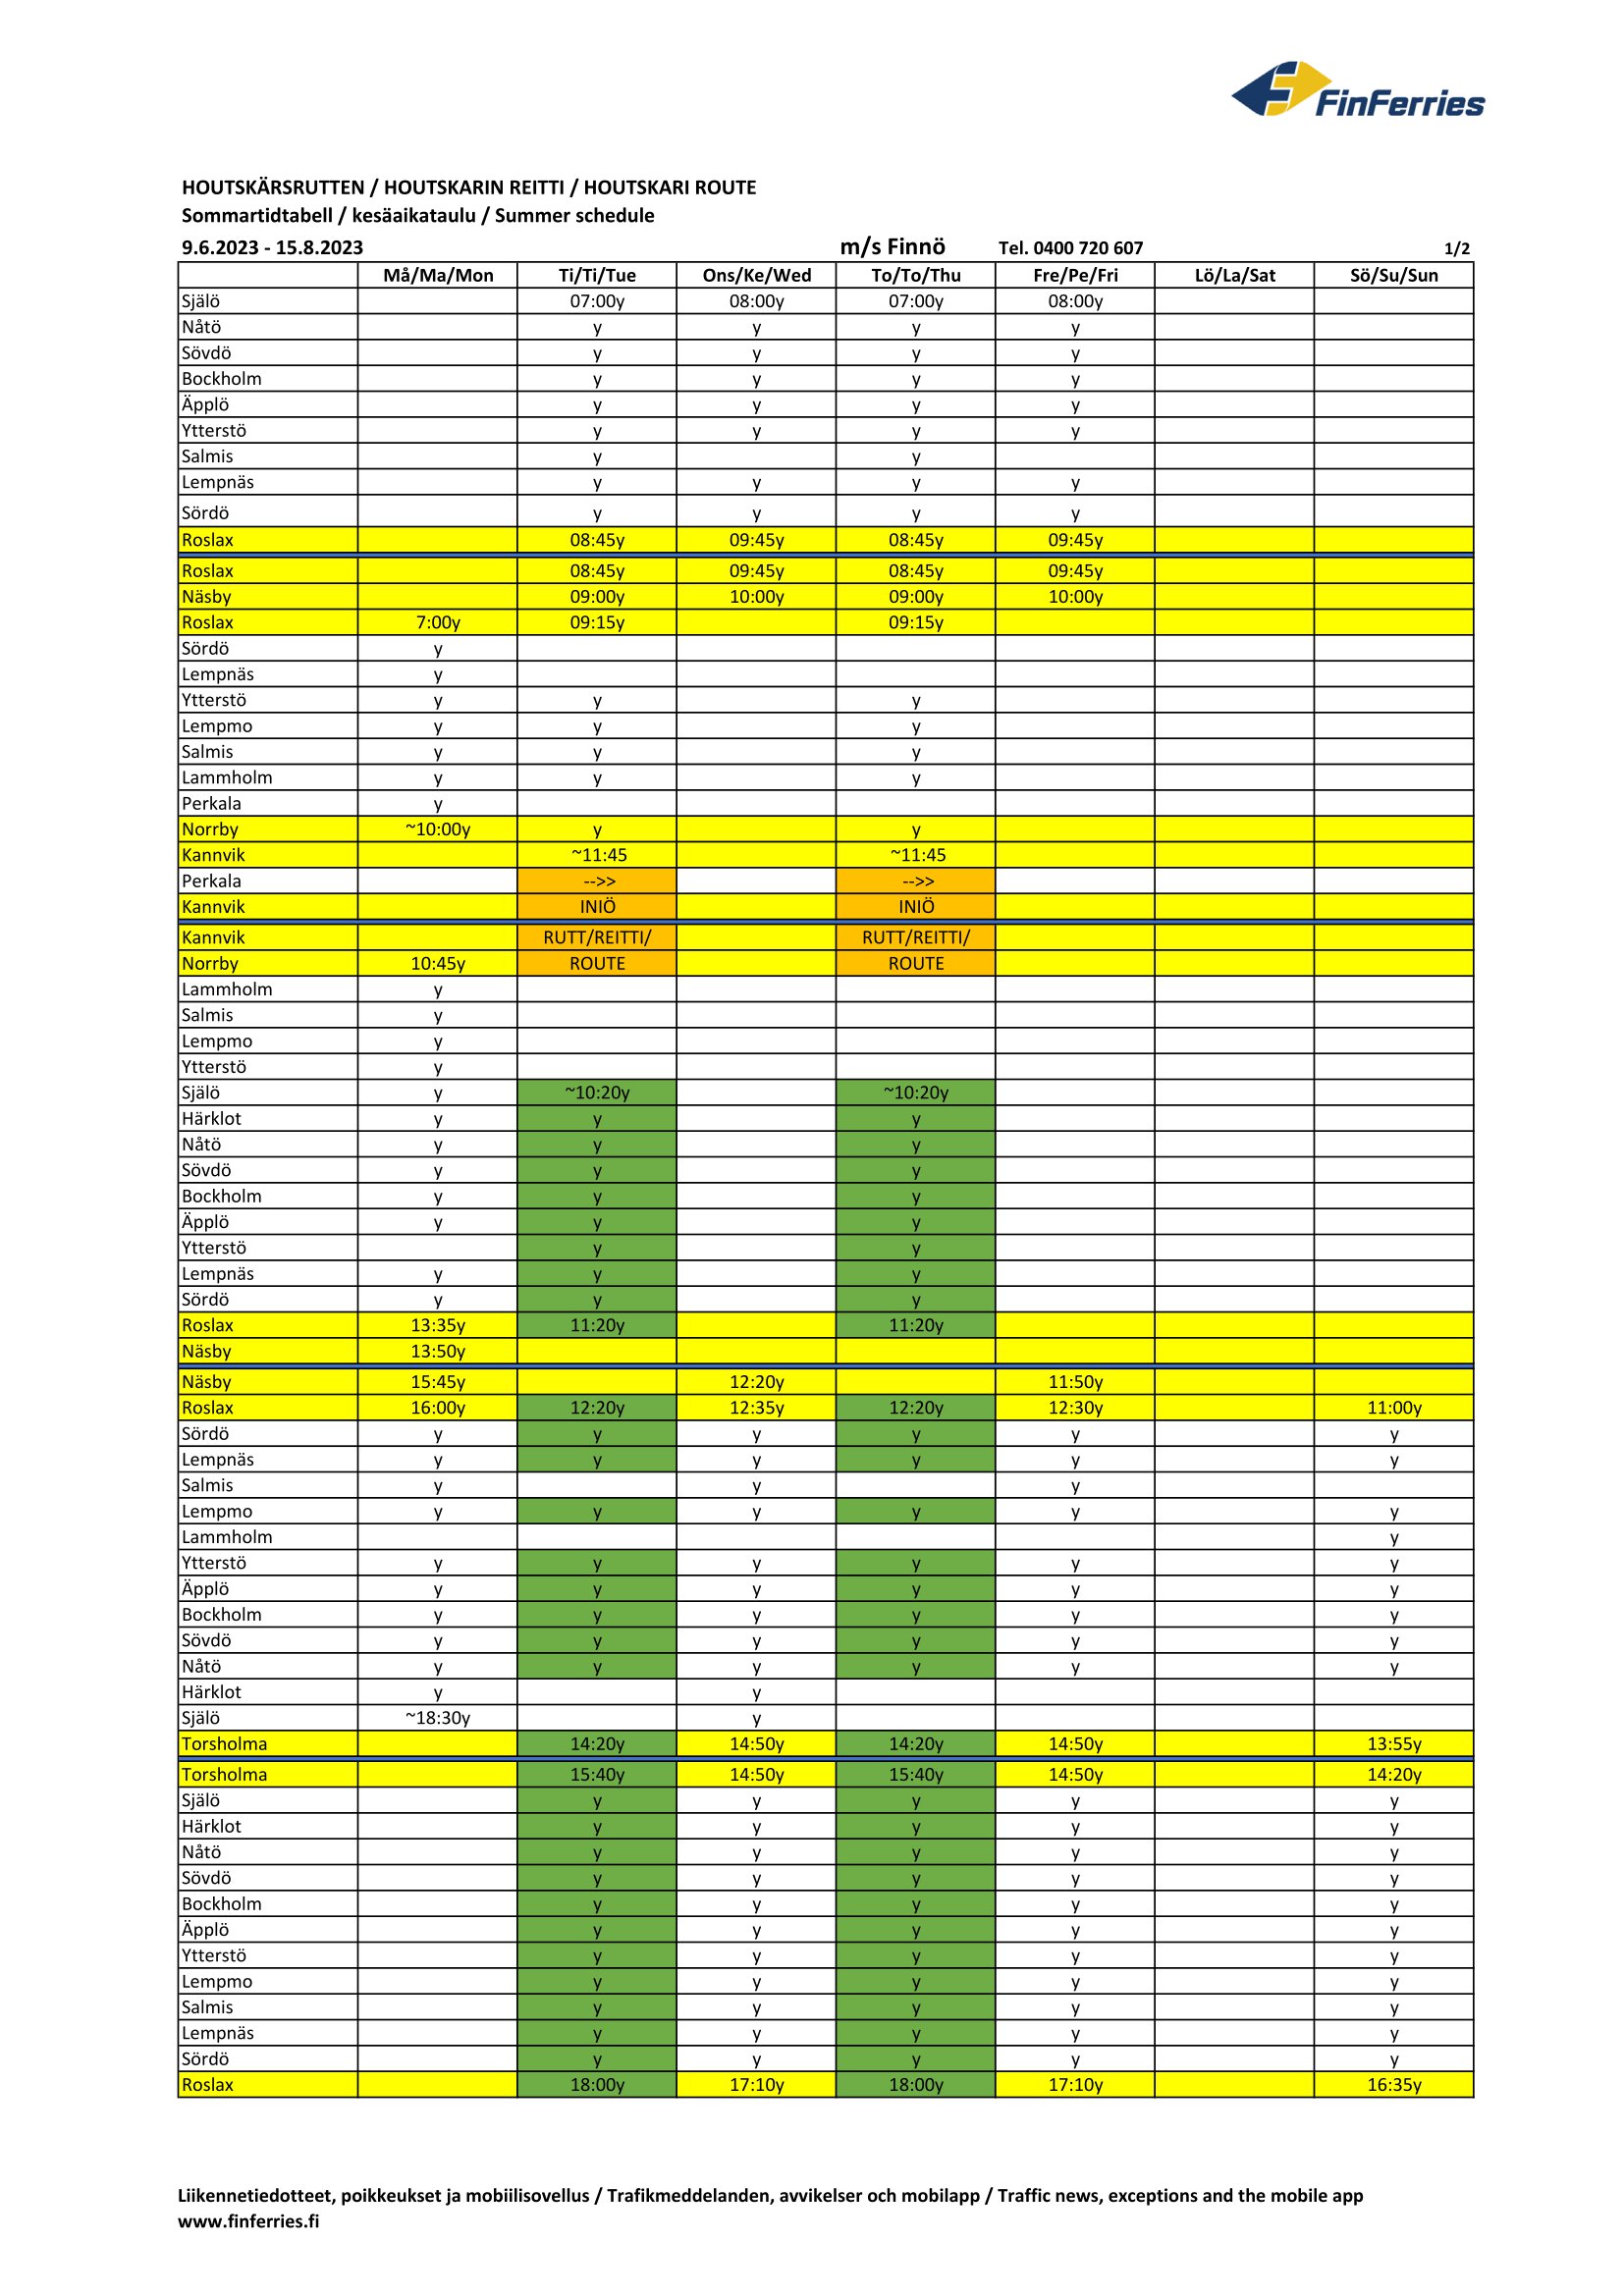 FinFerries
HOUTSKÄRSRUTTEN / HOUTSKARIN REITTI / HOUTSKARI ROUTE
Sommartidtabell / kesäaikataulu / Summer schedule
9.6.2023 - 15.8.2023 m/s Finnö Tel. 0400 720 607 1/2
Må/Ma/Mon Ti/Ti/Tue Ons/Ke/Wed To/To/Thu Fre/Pe/Fri Lö/La/Sat Sö/Su/Sun
Själö 07:00y 08:00y 07:00y 08:00y
Nåtö y y y y
Sövdö y y y y
Bockholm y y y y
Äpplö y y y y
Ytterstö y y y y
Salmis y y
Lempnäs y y y y
Sördö y y y y
Roslax 08:45y 09:45y 08:45y 09:45y
Roslax 08:45y 09:45y 08:45y 09:45y
Näsby 09:00y 10:00y 09:00y 10:00y
Roslax 7:00y 09:15y 09:15y
Sördö y
Lempnäs y
Ytterstö y y y
Lempmo y y y
Salmis y y y
Lammholm y y y
Perkala y
Norrby ~10:00y y y
Kannvik ~11:45 ~11:45
Perkala -->> -->>
Kannvik INIÖ INIÖ
Kannvik RUTT/REITTI/ RUTT/REITTI/
Norrby 10:45y ROUTE ROUTE
Lammholm y
Salmis y
Lempmo y
Ytterstö y
Själö y ~10:20y ~10:20y
Härklot y y y
Nåtö y y y
Sövdö y y y
Bockholm y y y
Äpplö y y y
Ytterstö y y
Lempnäs y y y
Sördö y y y
Roslax 13:35y 11:20y 11:20y
Näsby 13:50y
Näsby 15:45y 12:20y 11:50y
Roslax 16:00y 12:20y 12:35y 12:20y 12:30y 11:00y
Sördö y y y y y y
Lempnäs y y y y y y
Salmis y y y
Lempmo y y y y y y
Lammholm y
Ytterstö y y y y y y
Äpplö y y y y y y
Bockholm y y y y y y
Sövdö y y y y y y
Nåtö y y y y y y
Härklot y y
Själö ~18:30y y
Torsholma 14:20y 14:50y 14:20y 14:50y 13:55y
Torsholma 15:40y 14:50y 15:40y 14:50y 14:20y
Själö y y y y y
Härklot y y y y y
Nåtö y y y y y
Sövdö y y y y y
Bockholm y y y y y
Äpplö y y y y y
Ytterstö y y y y y
Lempmo y y y y y
Salmis y y y y y
Lempnäs y y y y y
Sördö y y y y y
Roslax 18:00y 17:10y 18:00y 17:10y 16:35y
Liikennetiedotteet, poikkeukset ja mobiilisovellus / Trafikmeddelanden, avvikelser och mobilapp / Traffic news, exceptions and the mobile app
www.finferries.fi